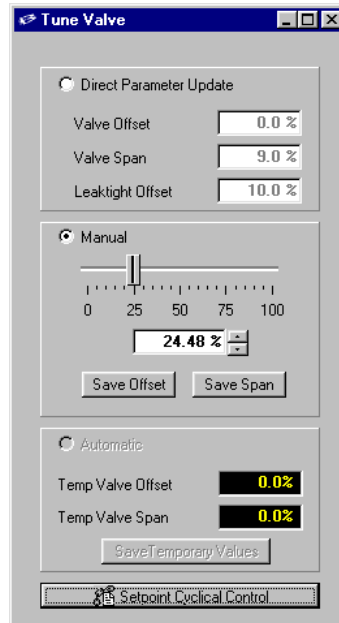 Tune Valve
Direct Parameter Update
Valve Offset 0.0 %
Valve Span 9.0 %
Leaktight Offset 10.0 %
Manual
0 25 50 75 100
24.48 %
Save Offset Save Span
Automatic
Temp Valve Offset 0.0%
Temp Valve Span 0.0%
SaveTemporary Values
Setpoint Cyclical Control